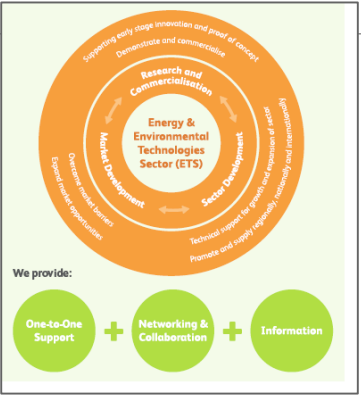 Supporting early stage innovation and proof of concept
Demonstrate and commercialise
Research and
Commercialisation
Energy &
Environmental
Technologies
Sector (ETS)
Market Development
Sector Development
Overcome market barriers
Expand market opportunities
Technical support for growth and expansion of sector
Promote and supply regionally, nationally and internationally
We provide:
One-to-One
Support
+
Networking &
Collaboration
+
Information